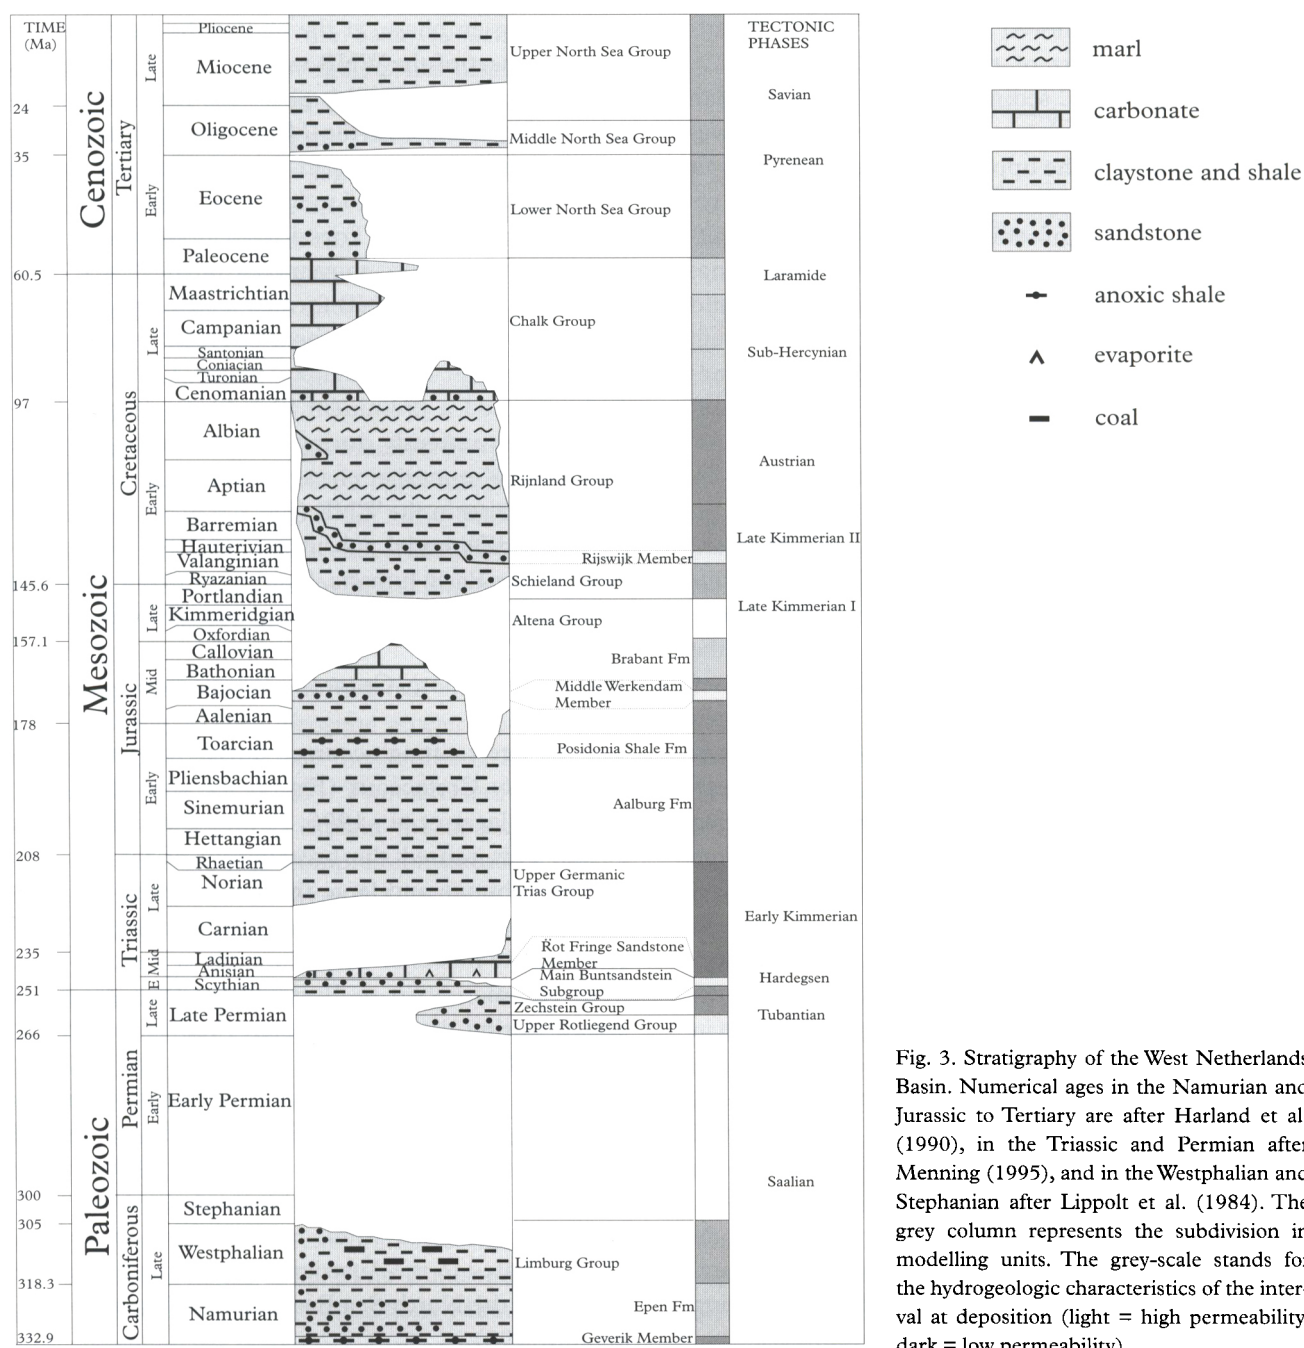 TIME
(Ma)
24
35
60.5
97
145.6
157.1
178
208
235
251
266
300
305
318.3
332.9
Cenozoic
Mesozoic
Paleozoic
Tertiary
Cretaceous
Jurassic
Triassic
Permian
Carboniferous
Late
Early
Late
Early
Late
Mid
Early
Late
Mid
E
Late
Early
Late
Pliocene
Miocene
Oligocene
Eocene
Paleocene
Maastrichtian
Campanian
Santonian
Coniacian
Turonian
Cenomanian
Albian
Aptian
Barremian
Hauterivian
Valanginian
Ryazanian
Portlandian
Kimmeridgian
Oxfordian
Callovian
Bathonian
Bajocian
Aalenian
Toarcian
Pliensbachian
Sinemurian
Hettangian
Rhaetian
Norian
Carnian
Ladinian
Anisian
Scythian
Late Permian
Early Permian
Stephanian
Westphalian
Namurian
Upper North Sea Group
Middle North Sea Group
Lower North Sea Group
Chalk Group
Rijnland Group
Rijswijk Member
Schieland Group
Altena Group
Brabant Fm
Middle Werkendam
Member
Posidonia Shale Fm
Aalburg Fm
Upper Germanic
Trias Group
Rot Fringe Sandstone
Member
Main Buntsandstein
Subgroup
Zechstein Group
Upper Rotliegend Group
Limburg Group
Epen Fm
Geverik Member
TECTONIC
PHASES
Savian
Pyrenean
Laramide
Sub-Hercynian
Austrian
Late Kimmerian II
Late Kimmerian I
Early Kimmerian
Hardegsen
Tubantian
Saalian
marl
carbonate
claystone and shale
sandstone
anoxic shale
evaporite
coal
Fig. 3. Stratigraphy of the West Netherlands
Basin. Numerical ages in the Namurian and
Jurassic to Tertiary are after Harland et al.
(1990), in the Triassic and Permian after
Menning (1995), and in the Westphalian and
Stephanian after Lippolt et al. (1984). The
grey column represents the subdivision in
modelling units. The grey-scale stands for
the hydrogeologic characteristics of the inter-
val at deposition (light = high permeability,
dark = low permeability)